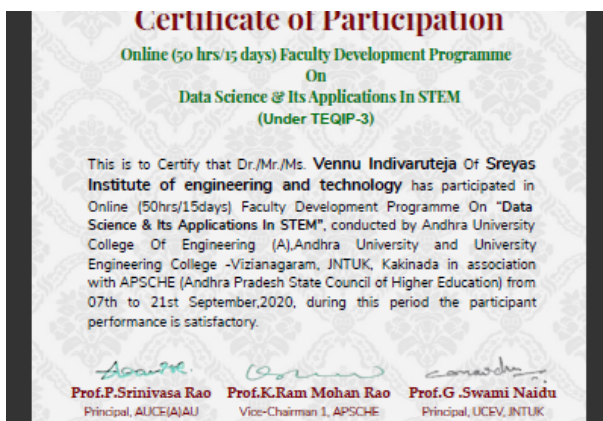 Certificate of Participation
Online (50 hrs/15 days) Faculty Development Programme
On
Data Science & Its Applications In STEM
(Under TEQIP-3)
This is to Certify that Dr./Mr./Ms. Vennu Indivaruteja Of Sreyas
Institute of engineering and technology has participated in
Online (50hrs/15days) Faculty Development Programme On "Data
Science & Its Applications In STEM", conducted by Andhra University
College Of Engineering (A),Andhra University and University
Engineering College -Vizianagaram, JNTUK, Kakinada in association
with APSCHE (Andhra Pradesh State Council of Higher Education) from
07th to 21st September,2020, during this period the participant
performance is satisfactory.
Prof.P.Srinivasa Rao Prof.K.Ram Mohan Rao Prof.G .Swami Naidu
Principal, AUCE(A)AU Vice-Chairman 1, APSCHE Principal, UCEV, JNTUK